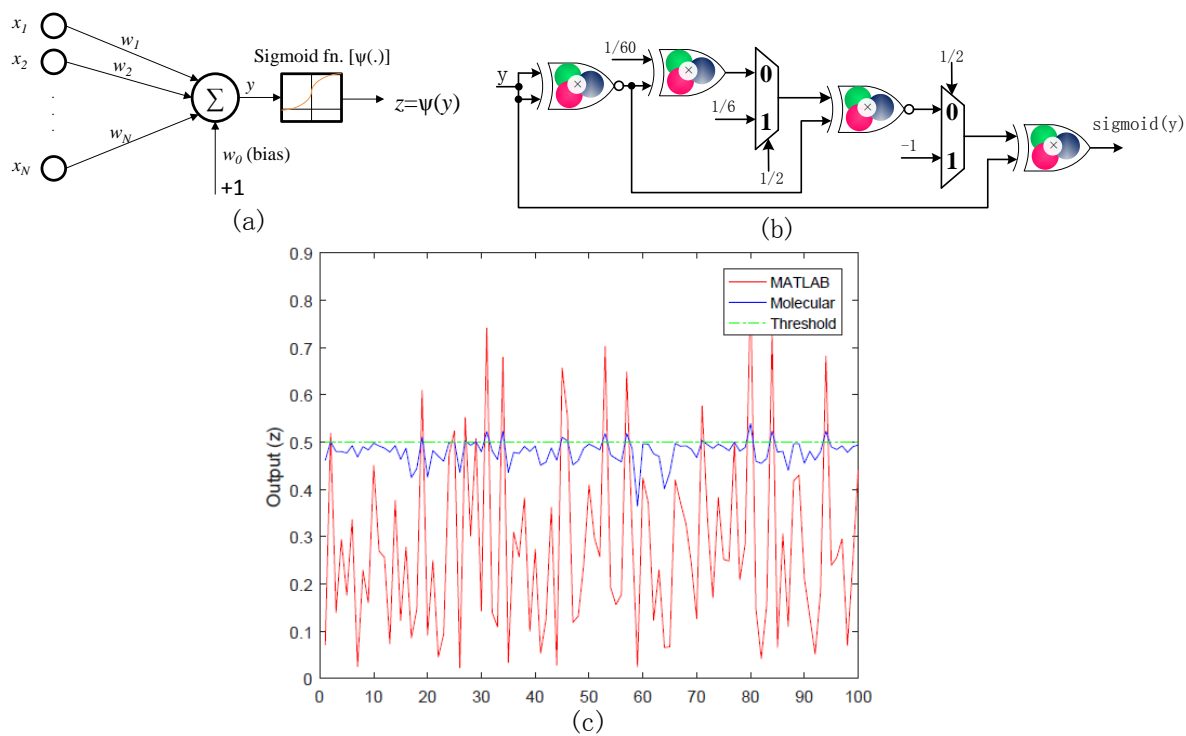 x1
x2
.
.
.
xN
w1
w2
wN
∑
w0 (bias)
+1
y
Sigmoid fn. [ψ(.)]
z=ψ(y)
(a)
y
1/60
×
×
1/6
0
1
1/2
×
1/2
0
-1
1
×
sigmoid(y)
(b)
0.9
0.8
0.7
0.6
0.5
0.4
0.3
0.2
0.1
0
Output (z)
MATLAB
Molecular
Threshold
0 10 20 30 40 50 60 70 80 90 100
(c)